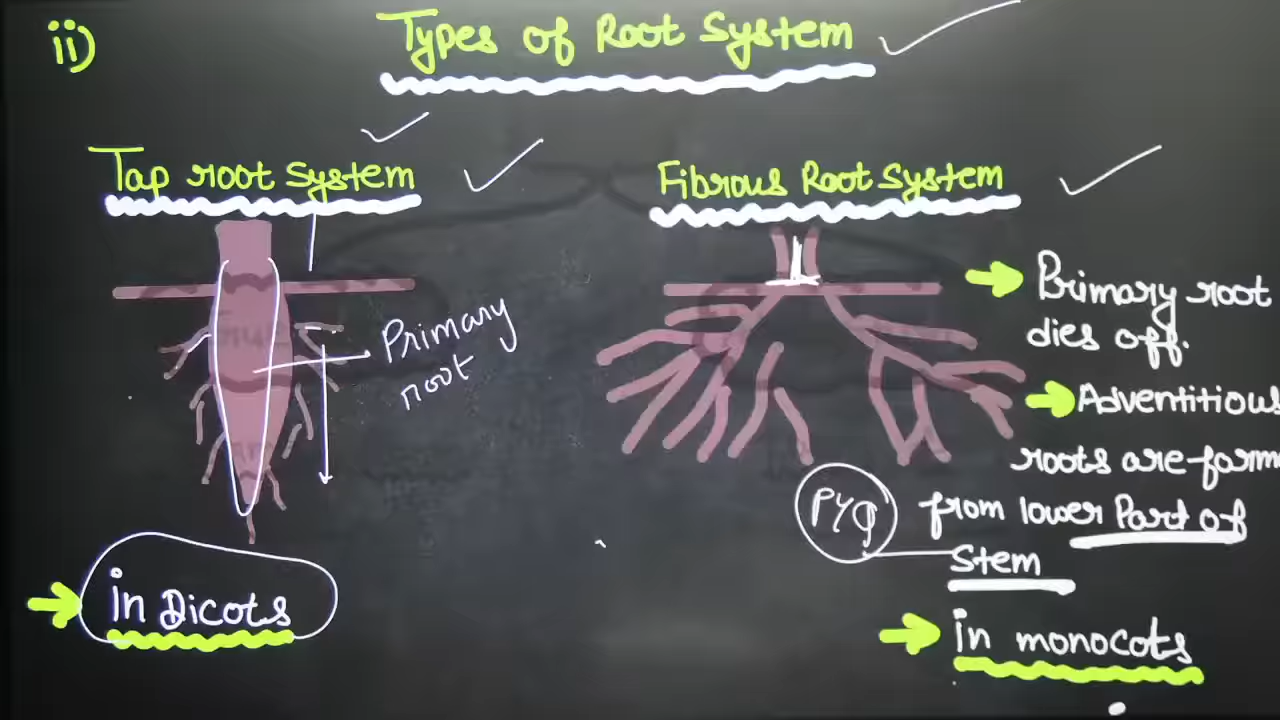 ii)
Types of Root System
Tap root System
Primary
root
in Dicots
Fibrous Root System
Primary root
dies off.
Adventitious
roots are form
PYQ
from lower Part of
Stem
in monocots